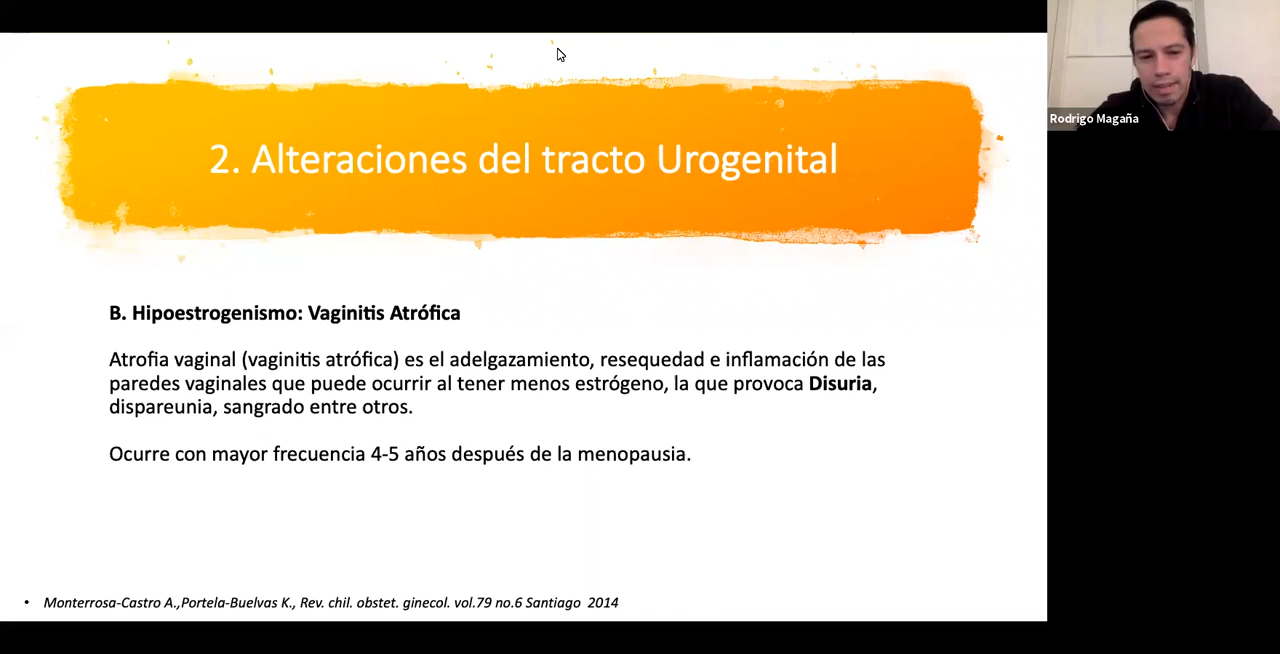 2. Alteraciones del tracto Urogenital
Rodrigo Magaña
B. Hipoestrogenismo: Vaginitis Atrófica
Atrofia vaginal (vaginitis atrófica) es el adelgazamiento, resequedad e inflamación de las
paredes vaginales que puede ocurrir al tener menos estrógeno, la que provoca Disuria,
dispareunia, sangrado entre otros.
Ocurre con mayor frecuencia 4-5 años después de la menopausia.
• Monterrosa-Castro A.,Portela-Buelvas K., Rev. chil. obstet. ginecol. vol.79 no.6 Santiago 2014